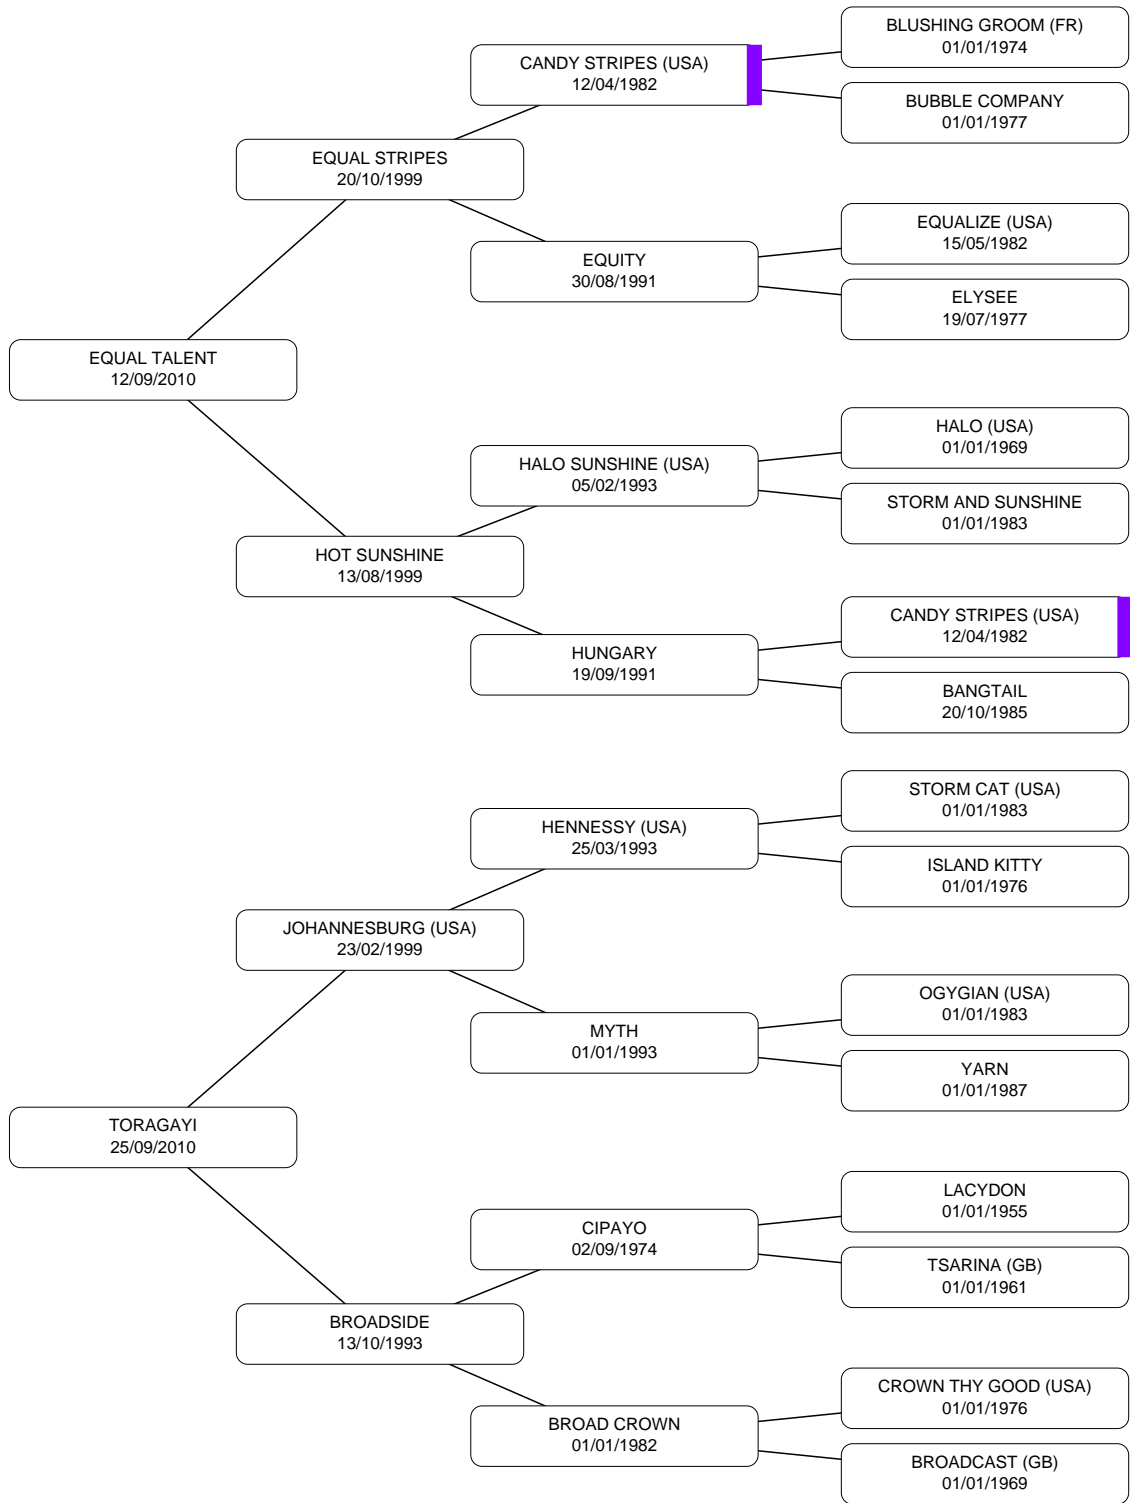 BLUSHING GROOM (FR)
01/01/1974
CANDY STRIPES (USA)
12/04/1982
BUBBLE COMPANY
01/01/1977
EQUAL STRIPES
20/10/1999
EQUALIZE (USA)
15/05/1982
EQUITY
30/08/1991
ELYSEE
19/07/1977
EQUAL TALENT
12/09/2010
HALO (USA)
01/01/1969
HALO SUNSHINE (USA)
05/02/1993
STORM AND SUNSHINE
01/01/1983
HOT SUNSHINE
13/08/1999
CANDY STRIPES (USA)
12/04/1982
HUNGARY
19/09/1991
BANGTAIL
20/10/1985
STORM CAT (USA)
01/01/1983
HENNESSY (USA)
25/03/1993
ISLAND KITTY
01/01/1976
JOHANNESBURG (USA)
23/02/1999
OGYGIAN (USA)
01/01/1983
MYTH
01/01/1993
YARN
01/01/1987
TORAGAYI
25/09/2010
LACYDON
01/01/1955
CIPAYO
02/09/1974
TSARINA (GB)
01/01/1961
BROADSIDE
13/10/1993
CROWN THY GOOD (USA)
01/01/1976
BROAD CROWN
01/01/1982
BROADCAST (GB)
01/01/1969